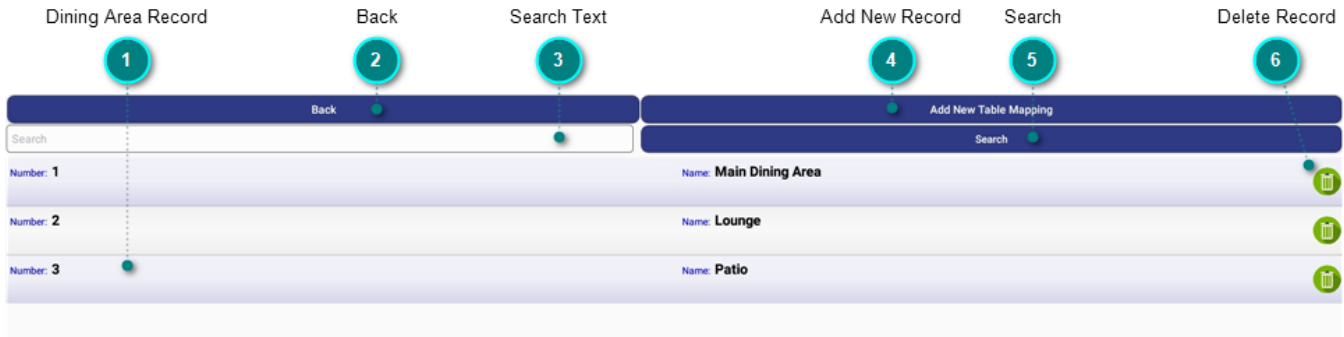 Dining Area Record Back Search Text Add New Record Search Delete Record
1 2 3 4 5 6
Back Add New Table Mapping
Search Search
Number: 1 Name: Main Dining Area
Number: 2 Name: Lounge
Number: 3 Name: Patio